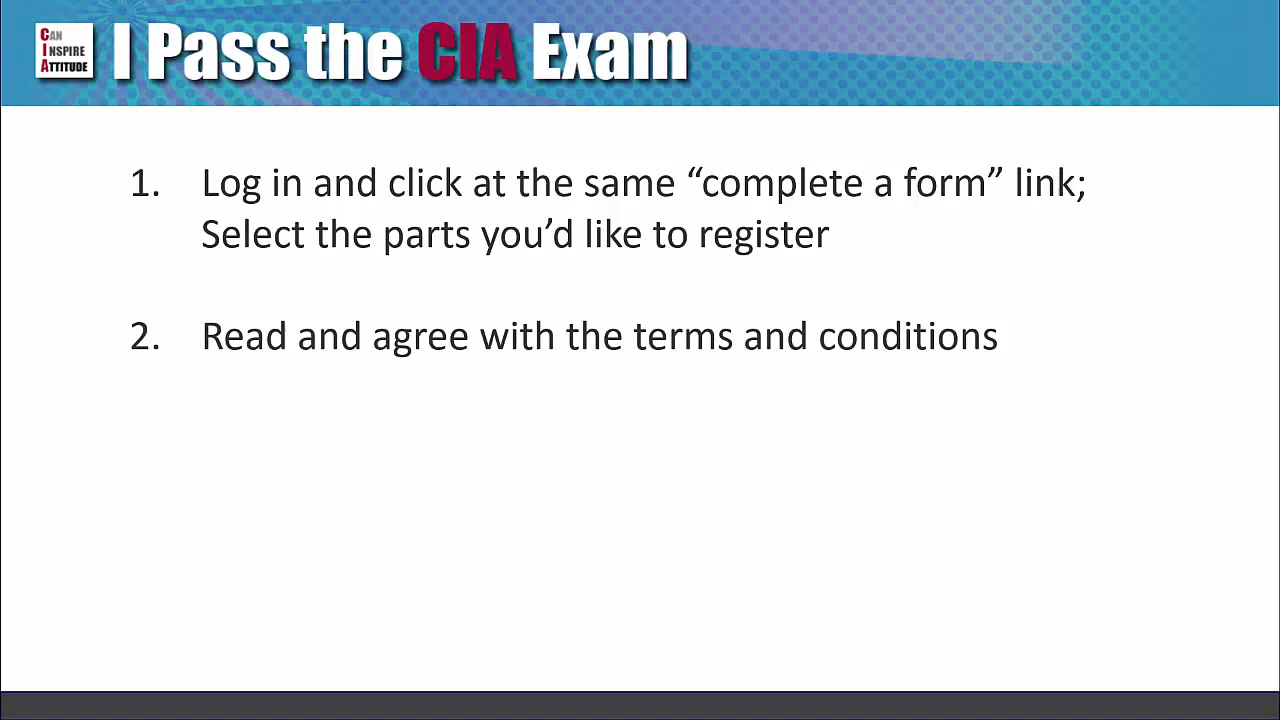 CAN
INSPIRE
ATTITUDE
I Pass the CIA Exam
1. Log in and click at the same “complete a form” link;
Select the parts you’d like to register
2. Read and agree with the terms and conditions